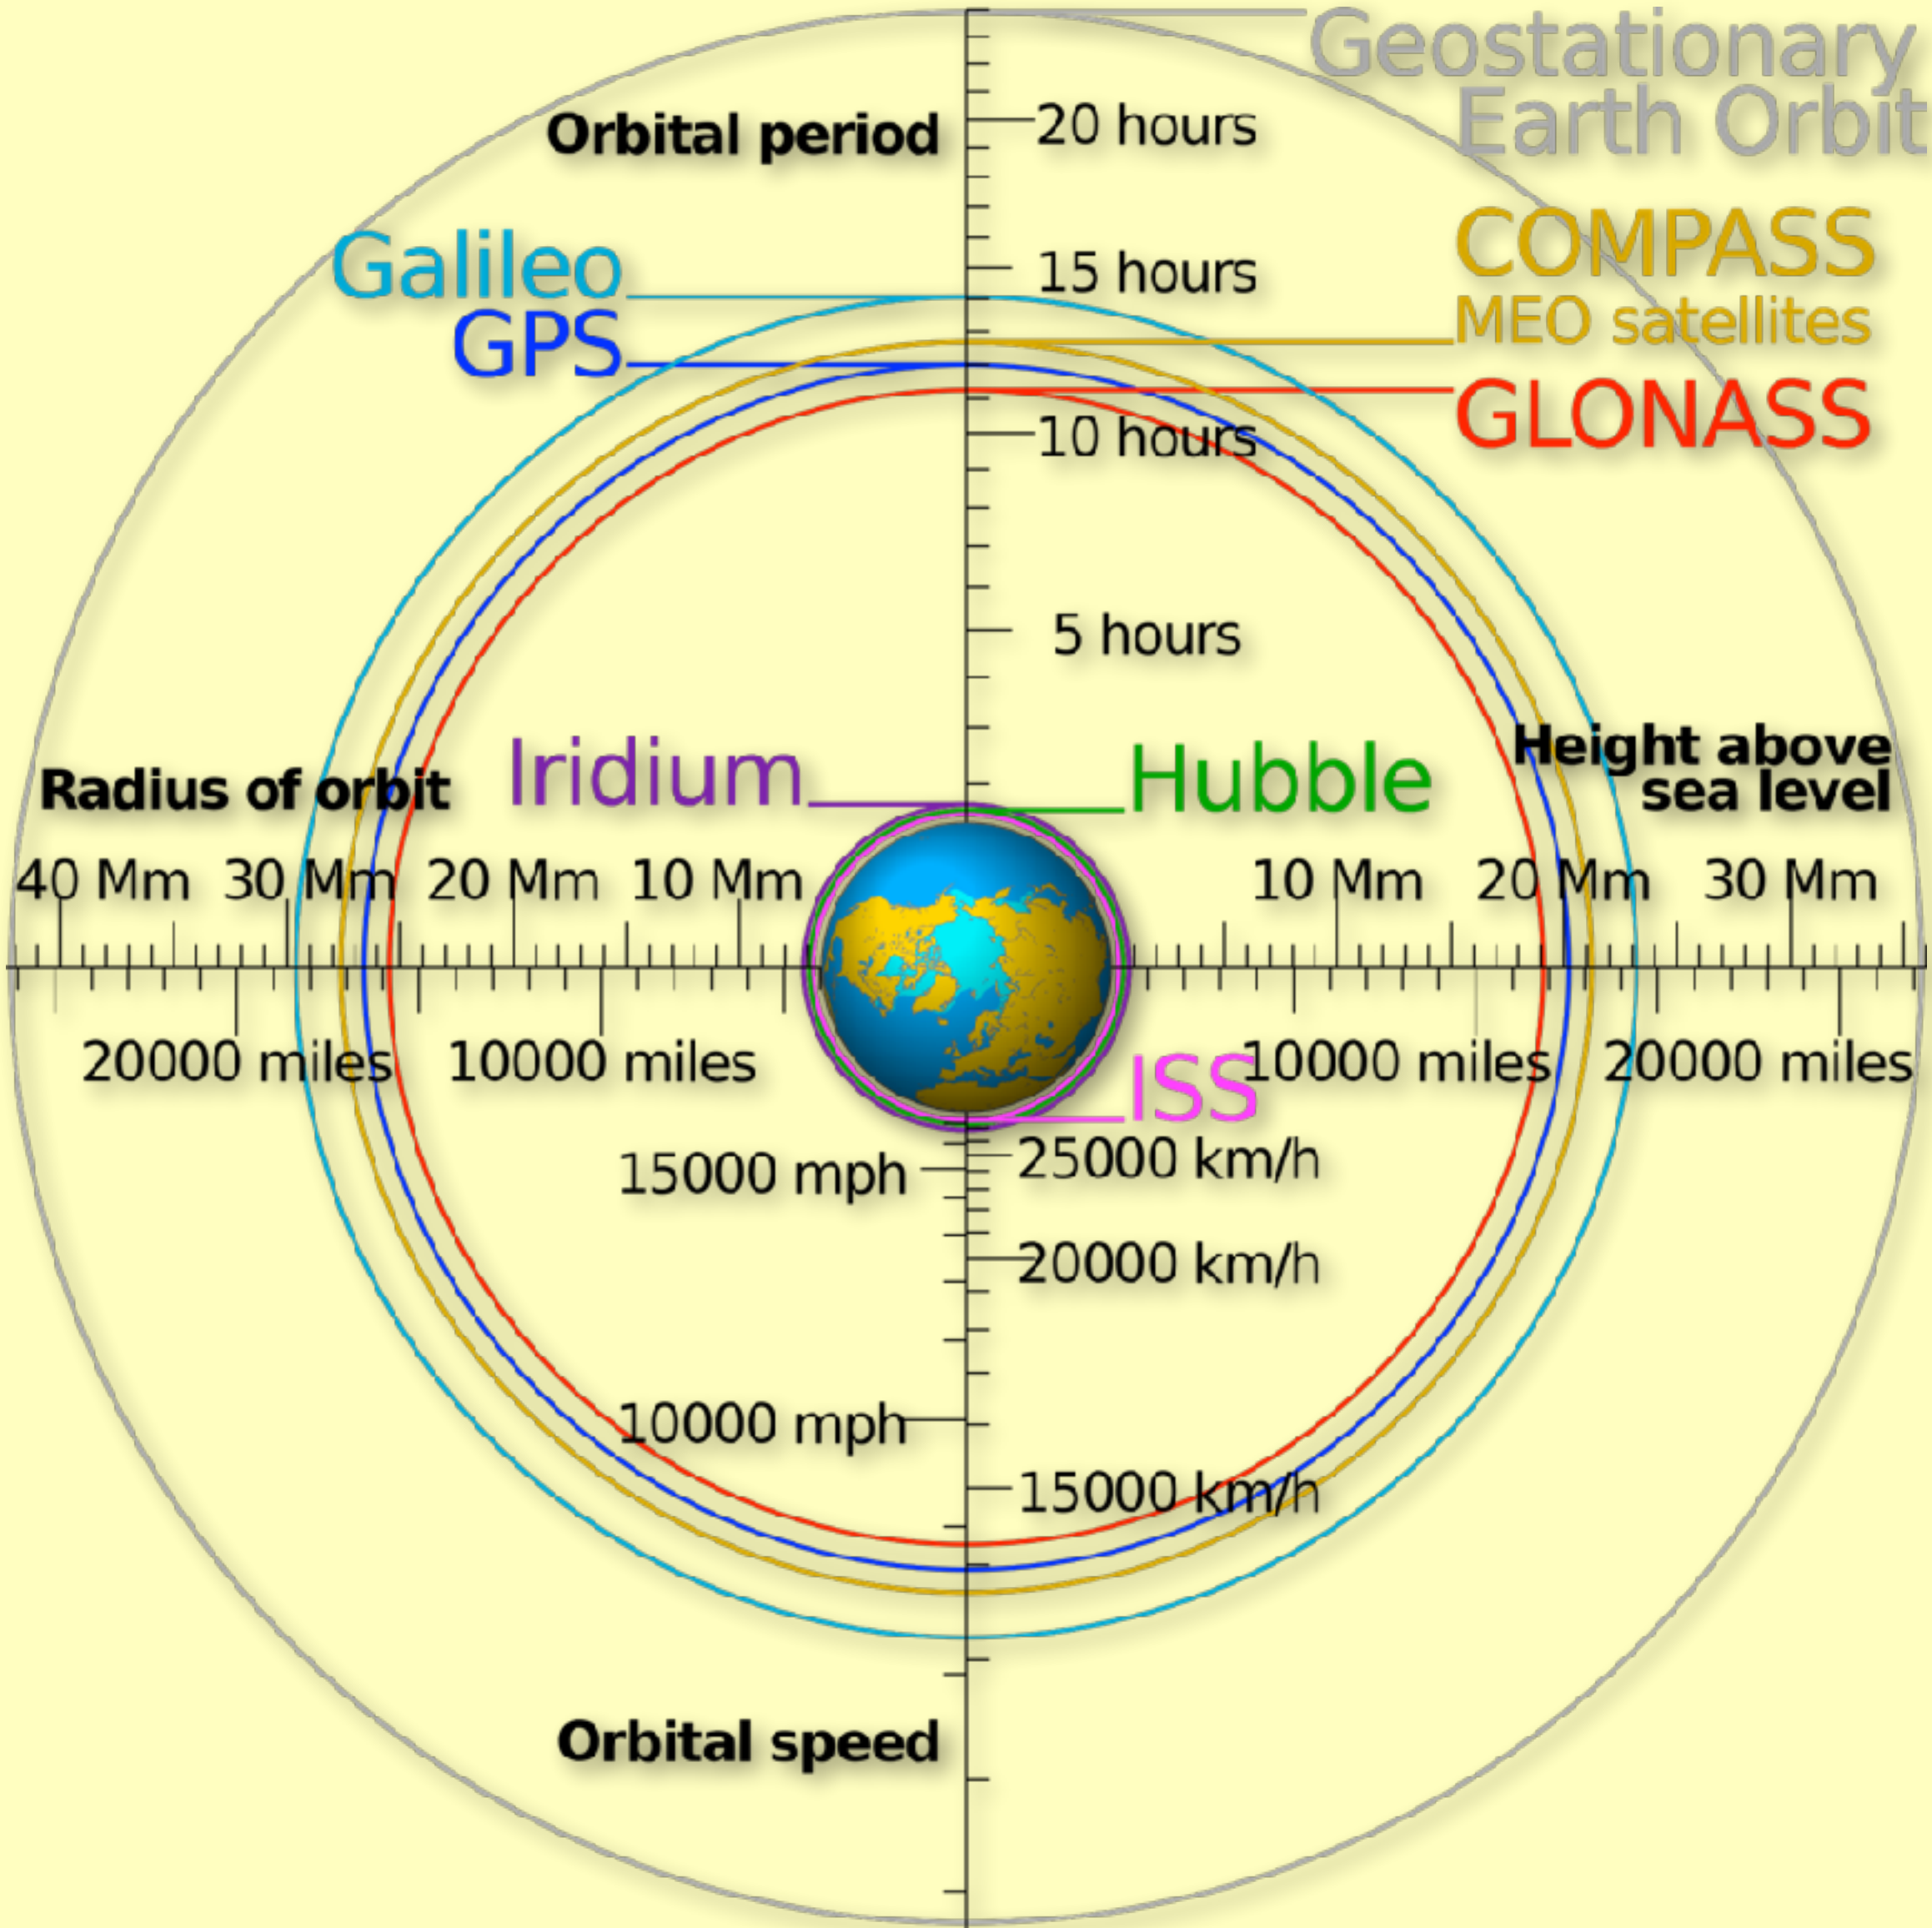 Geostationary
Earth Orbit
Orbital period
20 hours
COMPASS
MEO satellites
Galileo
15 hours
GPS
GLONASS
10 hours
5 hours
Iridium
Hubble
Radius of orbit
Height above
sea level
40 Mm 30 Mm 20 Mm 10 Mm
10 Mm 20 Mm 30 Mm
20000 miles 10000 miles
ISS
10000 miles 20000 miles
15000 mph
25000 km/h
20000 km/h
10000 mph
15000 km/h
Orbital speed